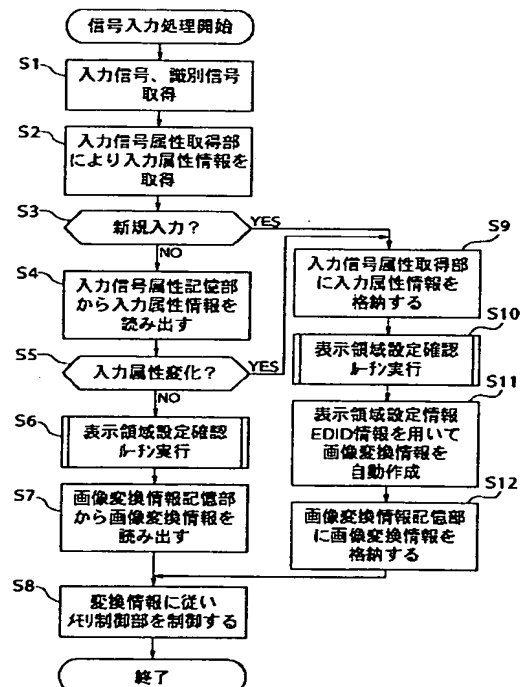 信号入力処理開始
S1
入力信号、識別信号
取得
S2
入力信号属性取得部
により入力属性情報を
取得
S3
新規入力?
YES
NO
S4
入力信号属性記憶部
から入力属性情報を
読み出す
S5
入力属性変化?
YES
NO
S6
表示領域設定確認
ルーチン実行
S7
画像変換情報記憶部
から画像変換情報を
読み出す
S8
変換情報に従い
メモリ制御部を制御する
終了
S9
入力信号属性取得部
に入力属性情報を
格納する
S10
表示領域設定確認
ルーチン実行
S11
表示領域設定情報
EDID情報を用いて
画像変換情報を
自動作成
S12
画像変換情報記憶部
に画像変換情報を
格納する